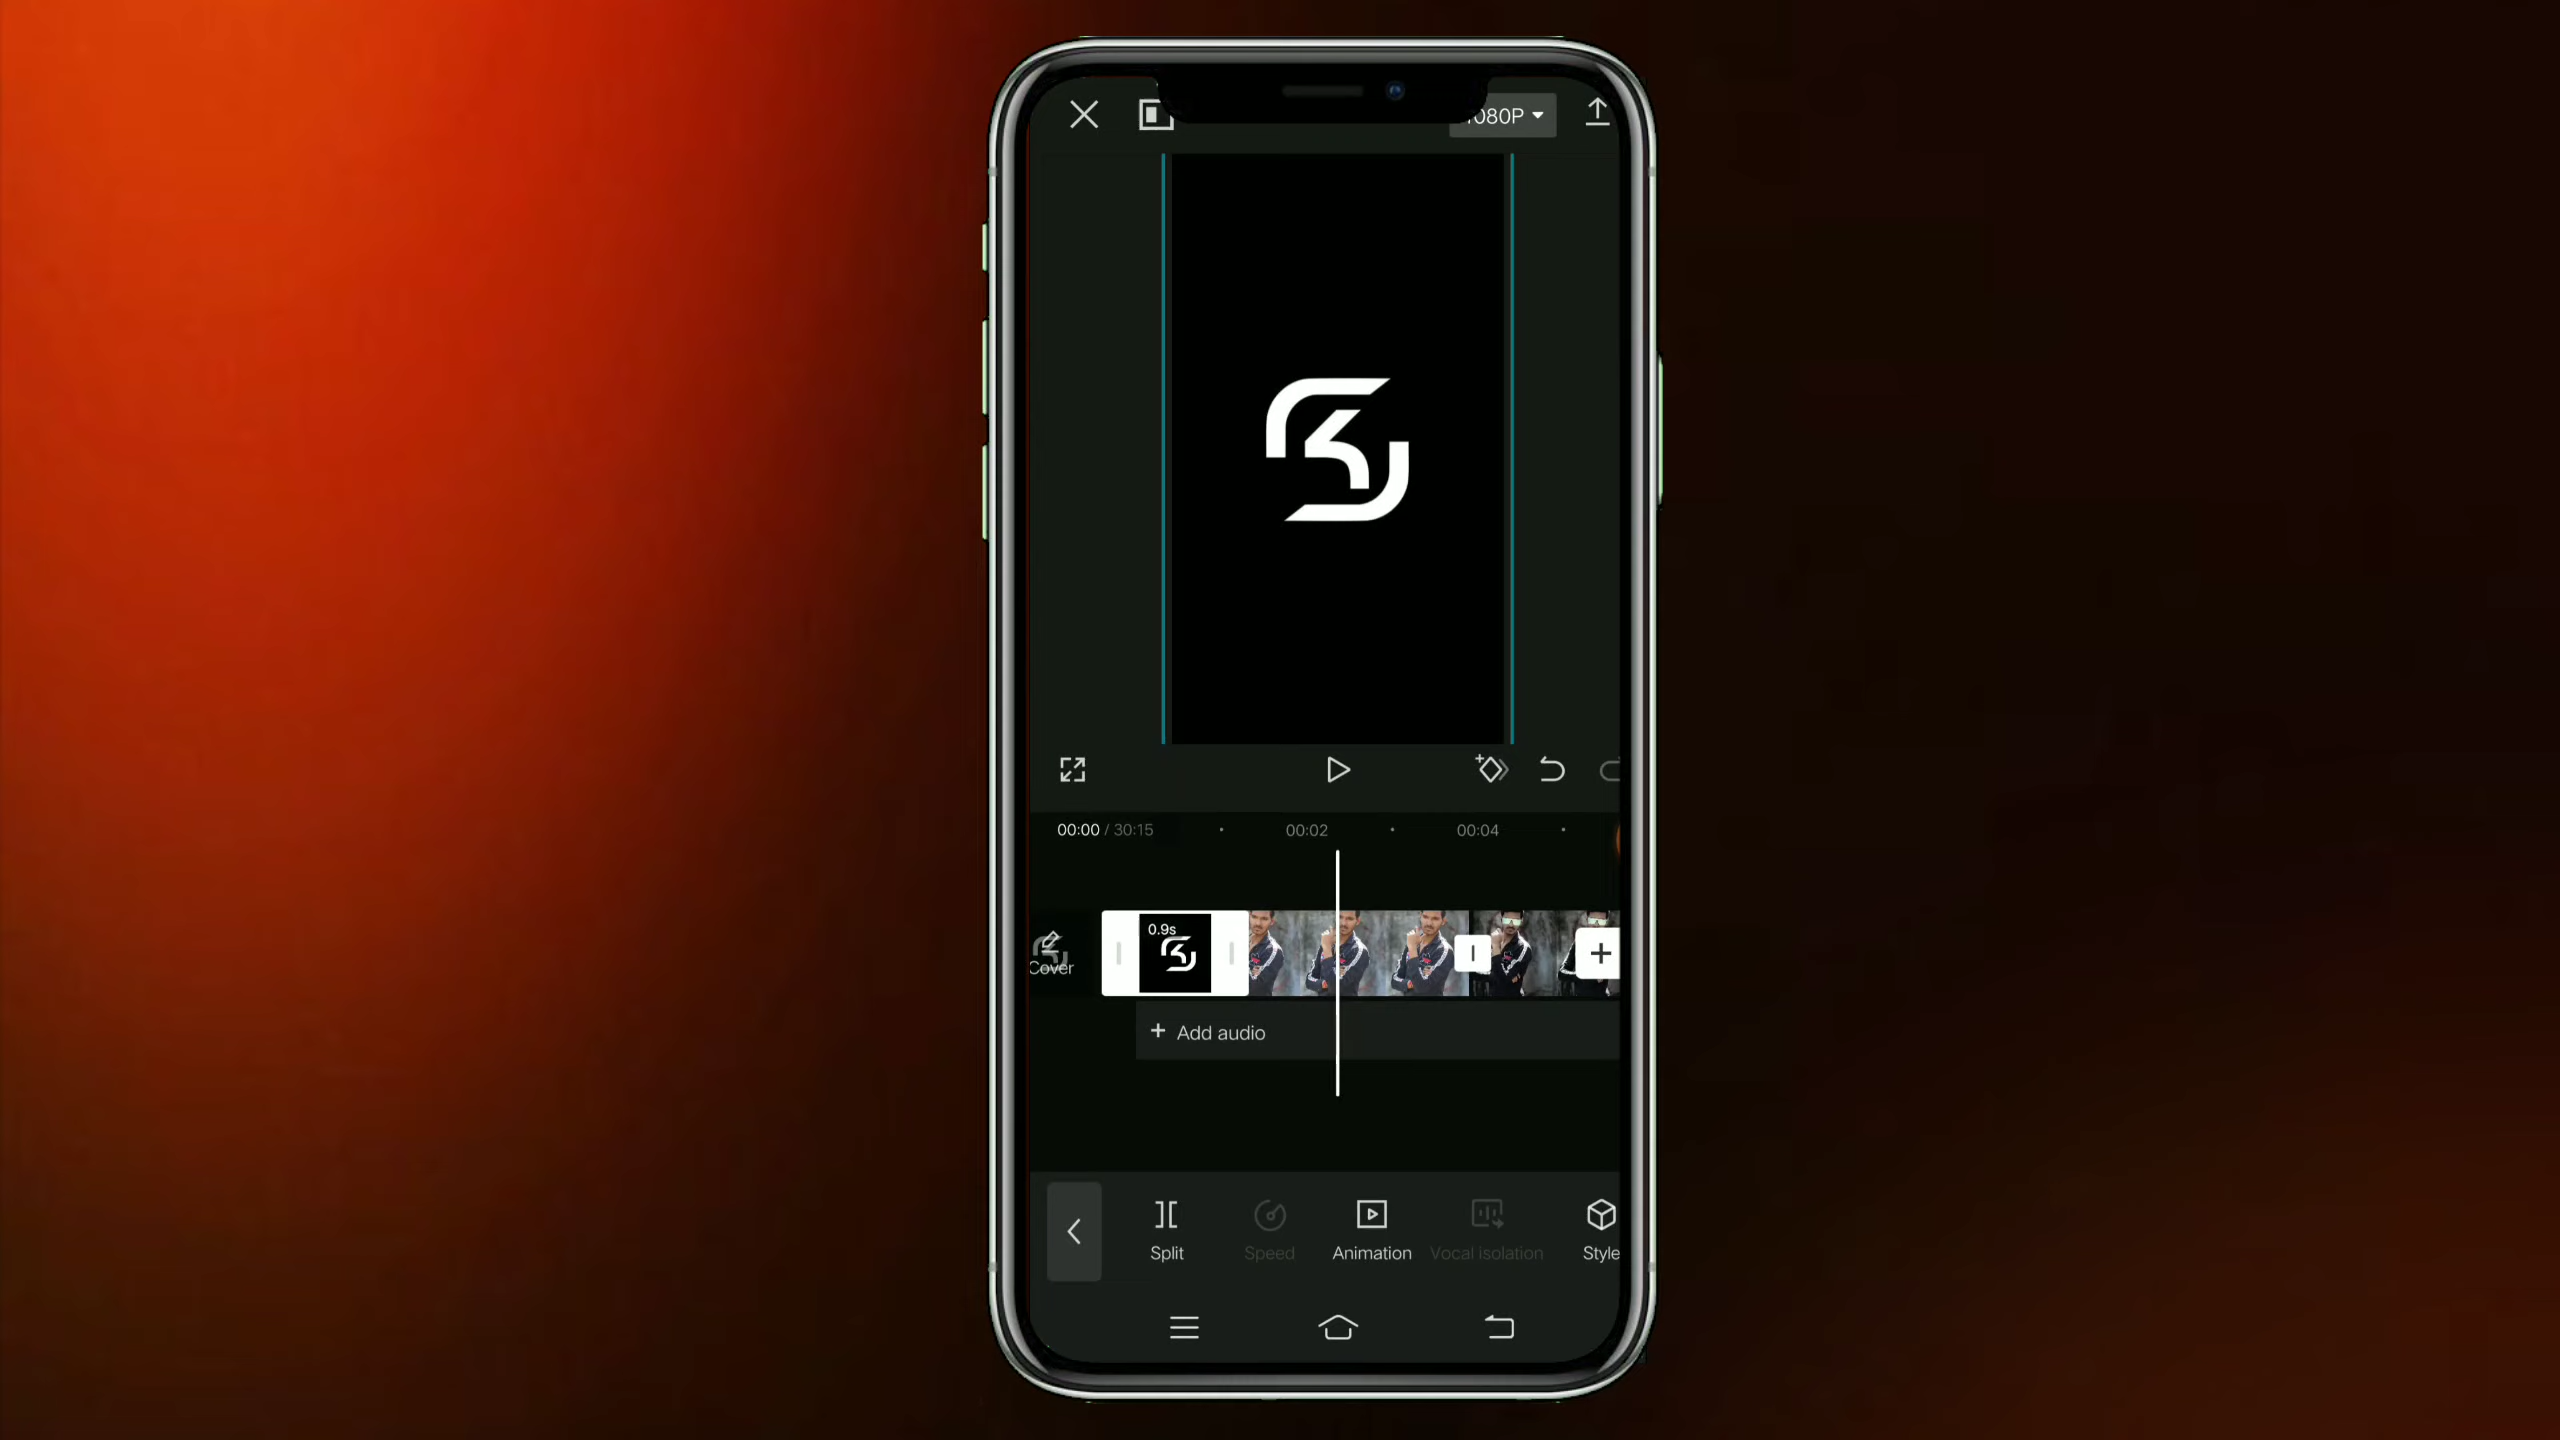 1080P
00:00 / 30:15
00:02
00:04
0.9s
Cover
+ Add audio
Split
Speed
Animation
Vocal isolation
Style